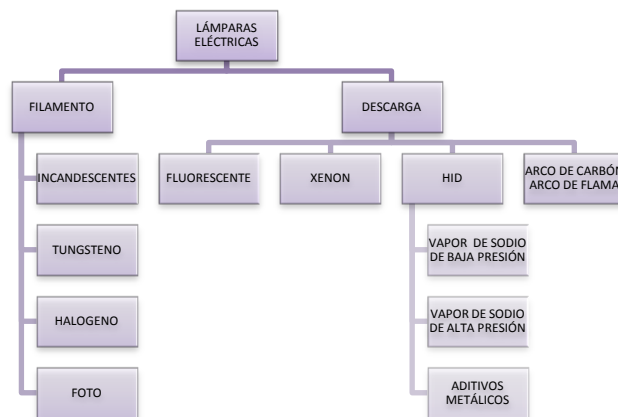 LÁMPARAS
ELÉCTRICAS
FILAMENTO
DESCARGA
INCANDESCENTES
TUNGSTENO
HALOGENO
FOTO
FLUORESCENTE
XENON
HID
ARCO DE CARBÓN
ARCO DE FLAMA
VAPOR DE SODIO
DE BAJA PRESIÓN
VAPOR DE SODIO
DE ALTA PRESIÓN
ADITIVOS
METÁLICOS